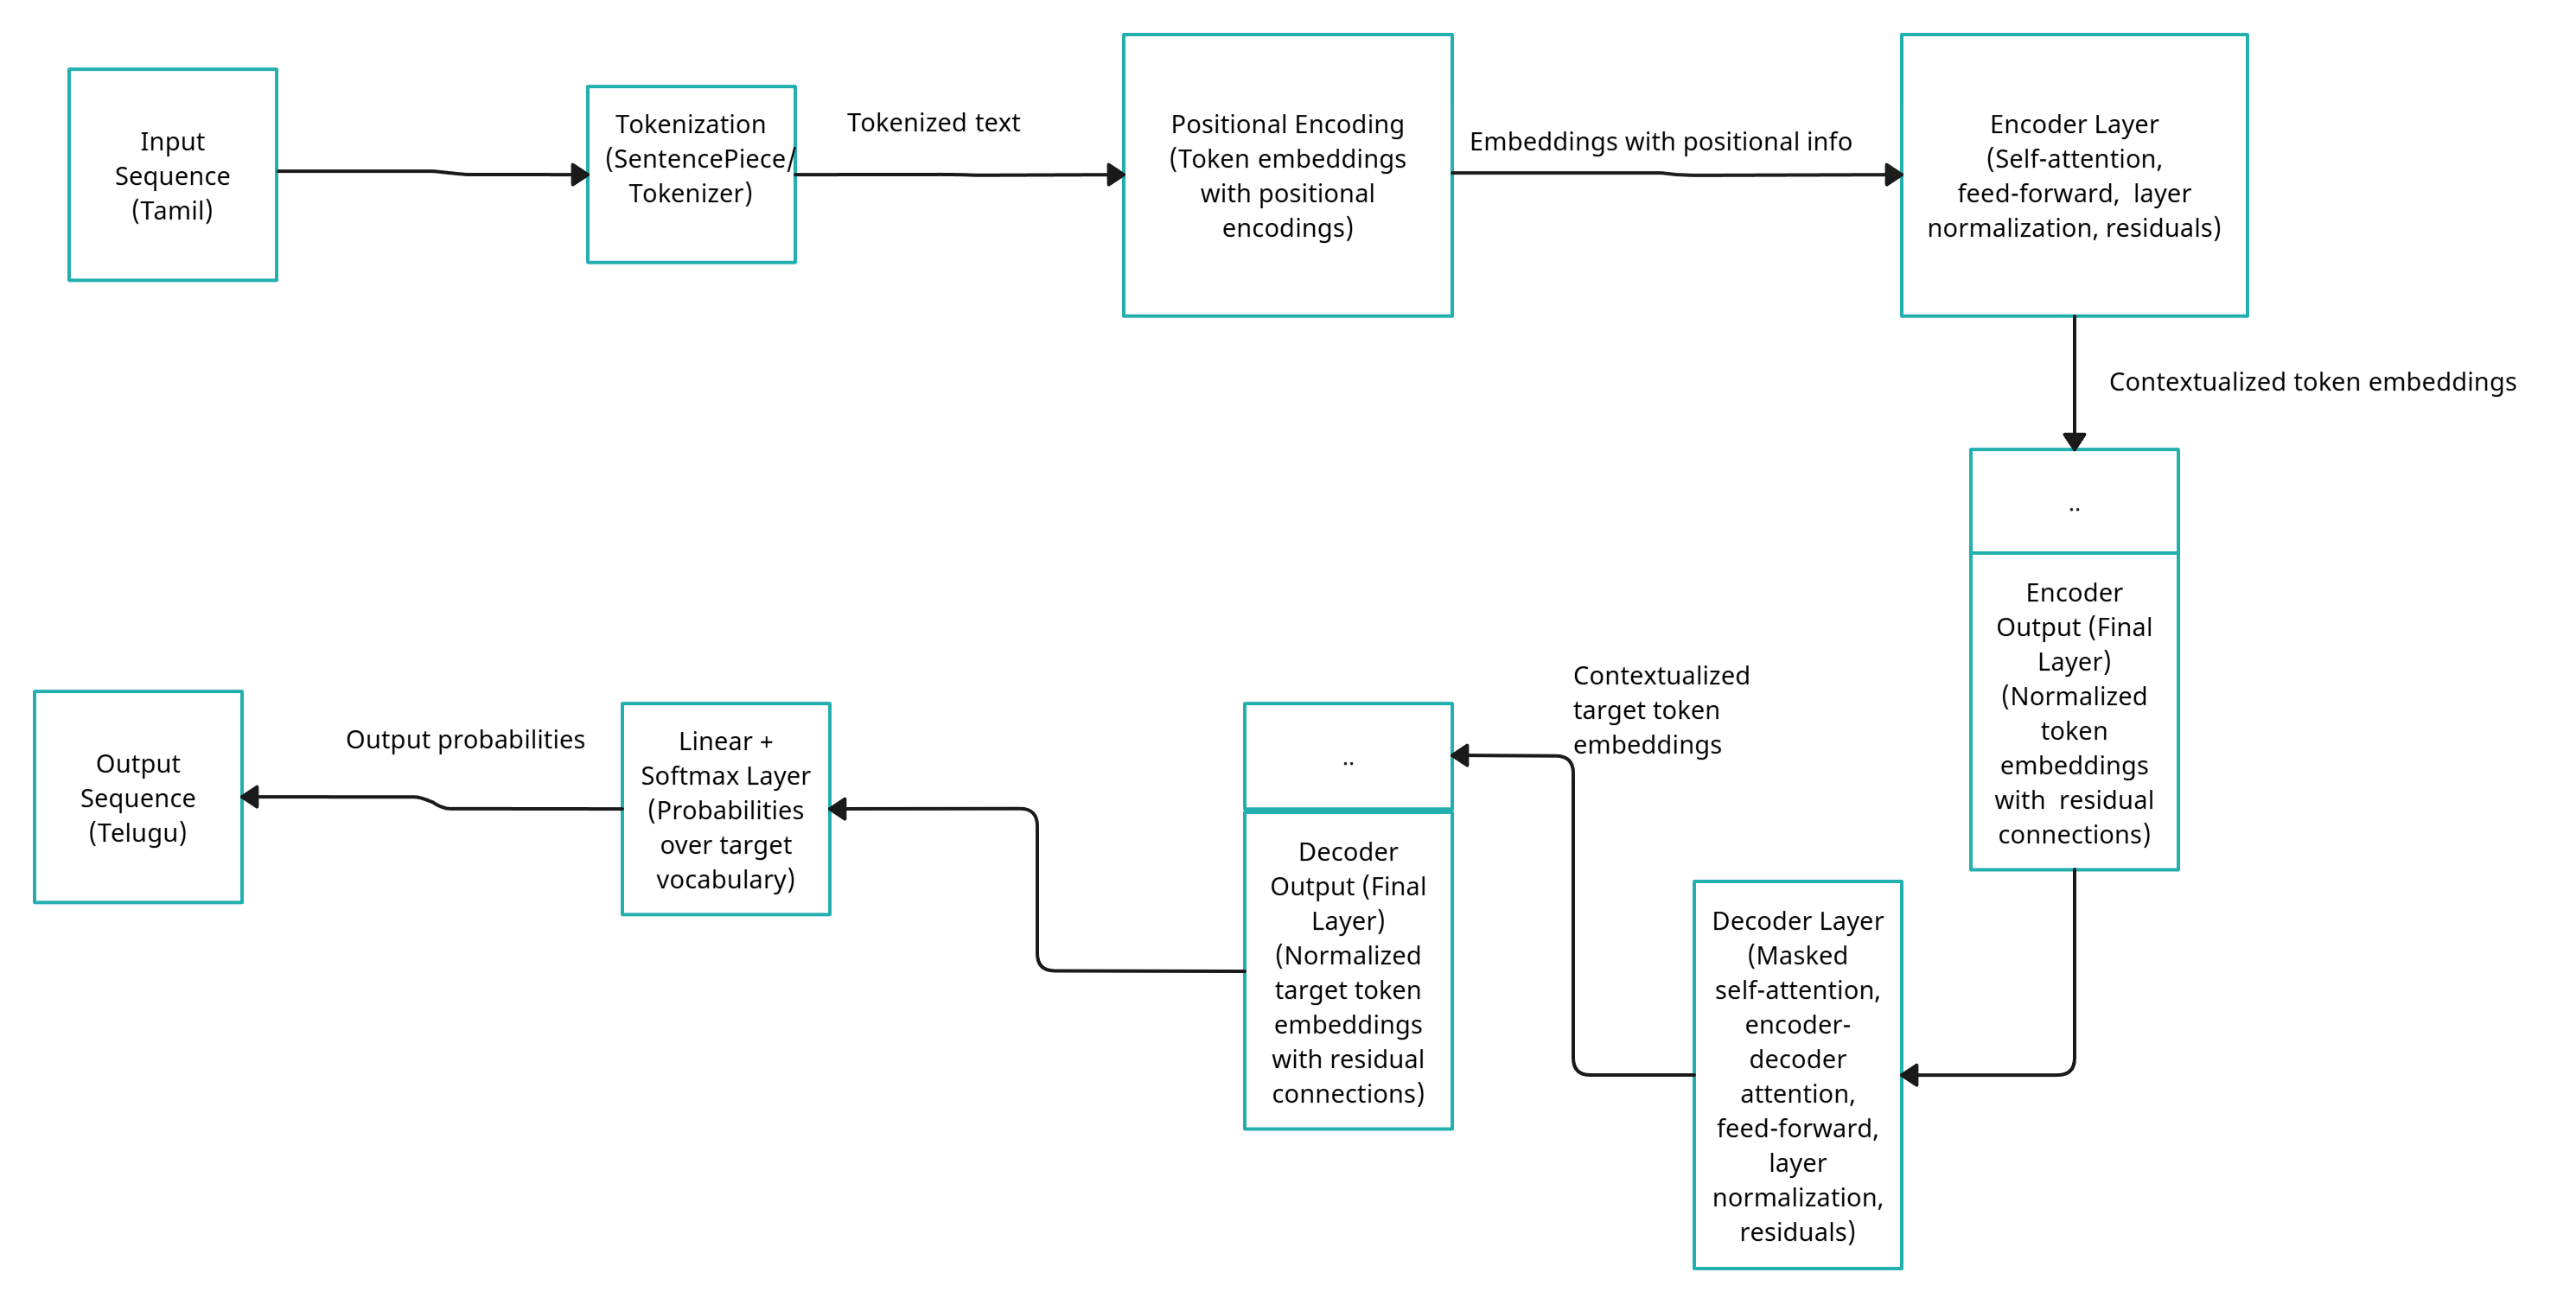 Input
Sequence
(Tamil)
Tokenization
(SentencePiece/
Tokenizer)
Tokenized text
Positional Encoding
(Token embeddings
with positional
encodings)
Embeddings with positional info
Encoder Layer
(Self-attention,
feed-forward,  layer
normalization, residuals)
Contextualized token embeddings
..
Encoder
Output (Final
Layer)
(Normalized
token
embeddings
with  residual
connections)
Decoder Layer
(Masked
self-attention,
encoder-
decoder
attention,
feed-forward,
layer
normalization,
residuals)
Contextualized
target token
embeddings
..
Decoder
Output (Final
Layer)
(Normalized
target token
embeddings
with residual
connections)
Linear +
Softmax Layer
(Probabilities
over target
vocabulary)
Output probabilities
Output
Sequence
(Telugu)